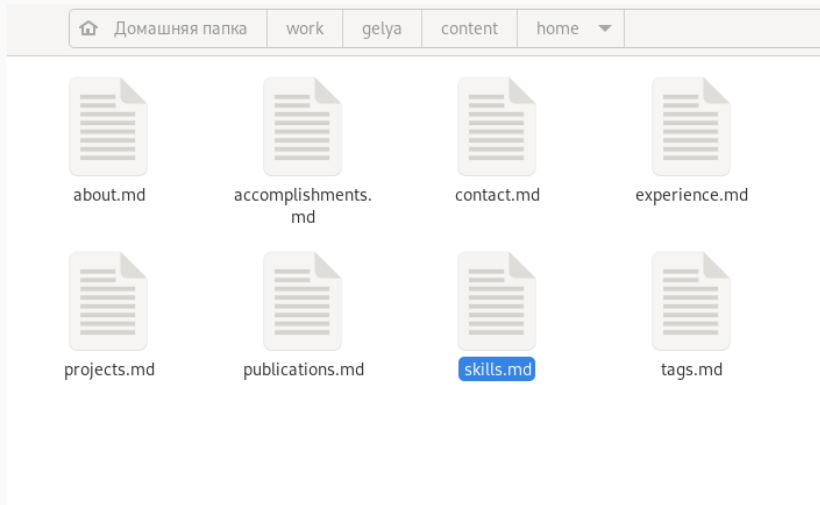 Домашняя папка work gelya content home
about.md accomplishments. contact.md experience.md
md
projects.md publications.md skills.md tags.md